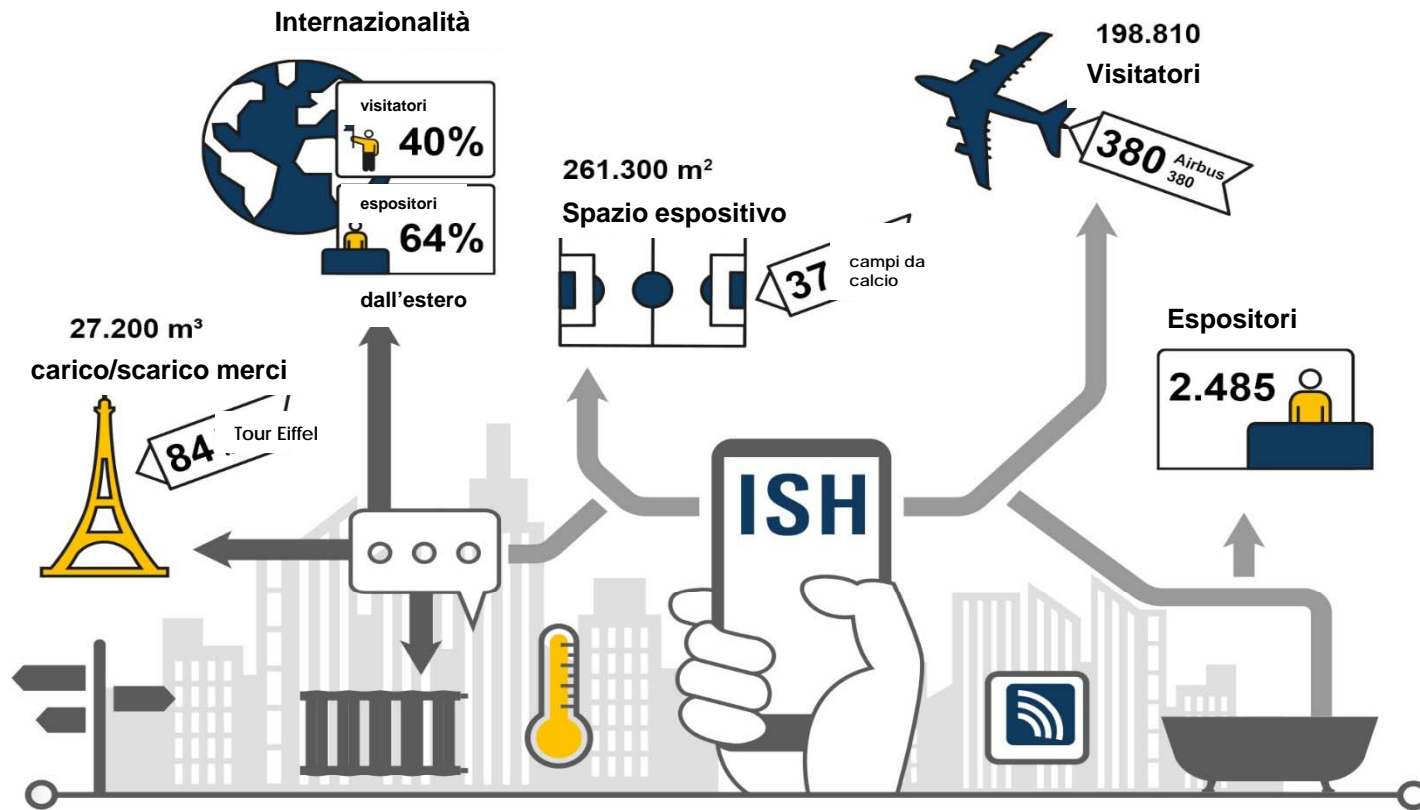 Internazionalità
visitatori
40%
espositori
64%
dall'estero
198.810
Visitatori
380 Airbus
380
261.300 m²
Spazio espositivo
37 campi da
calcio
27.200 m³
carico/scarico merci
84 Tour Eiffel
Espositori
2.485
ISH